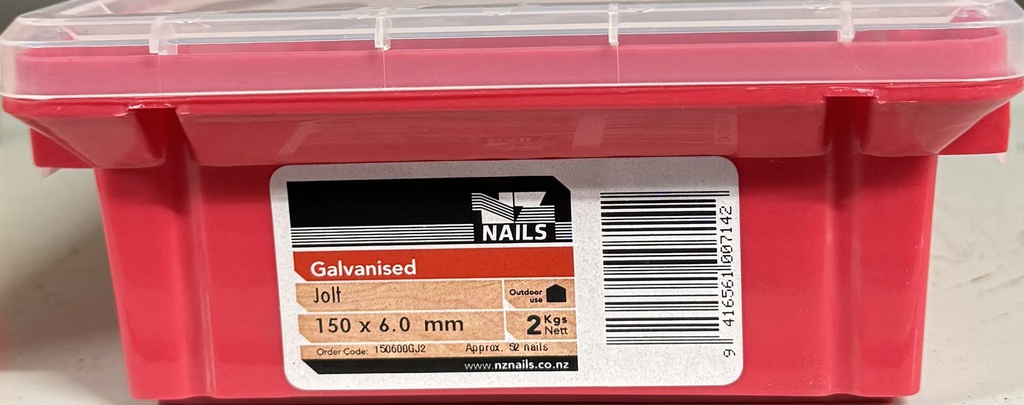 NZ
NAILS
Galvanised
Jolt
Outdoor
use
150 x 6.0 mm
2 Kgs
Nett
Order Code: 150600GJ2 Approx. 52 nails
www.nznails.co.nz
9 416561 007142